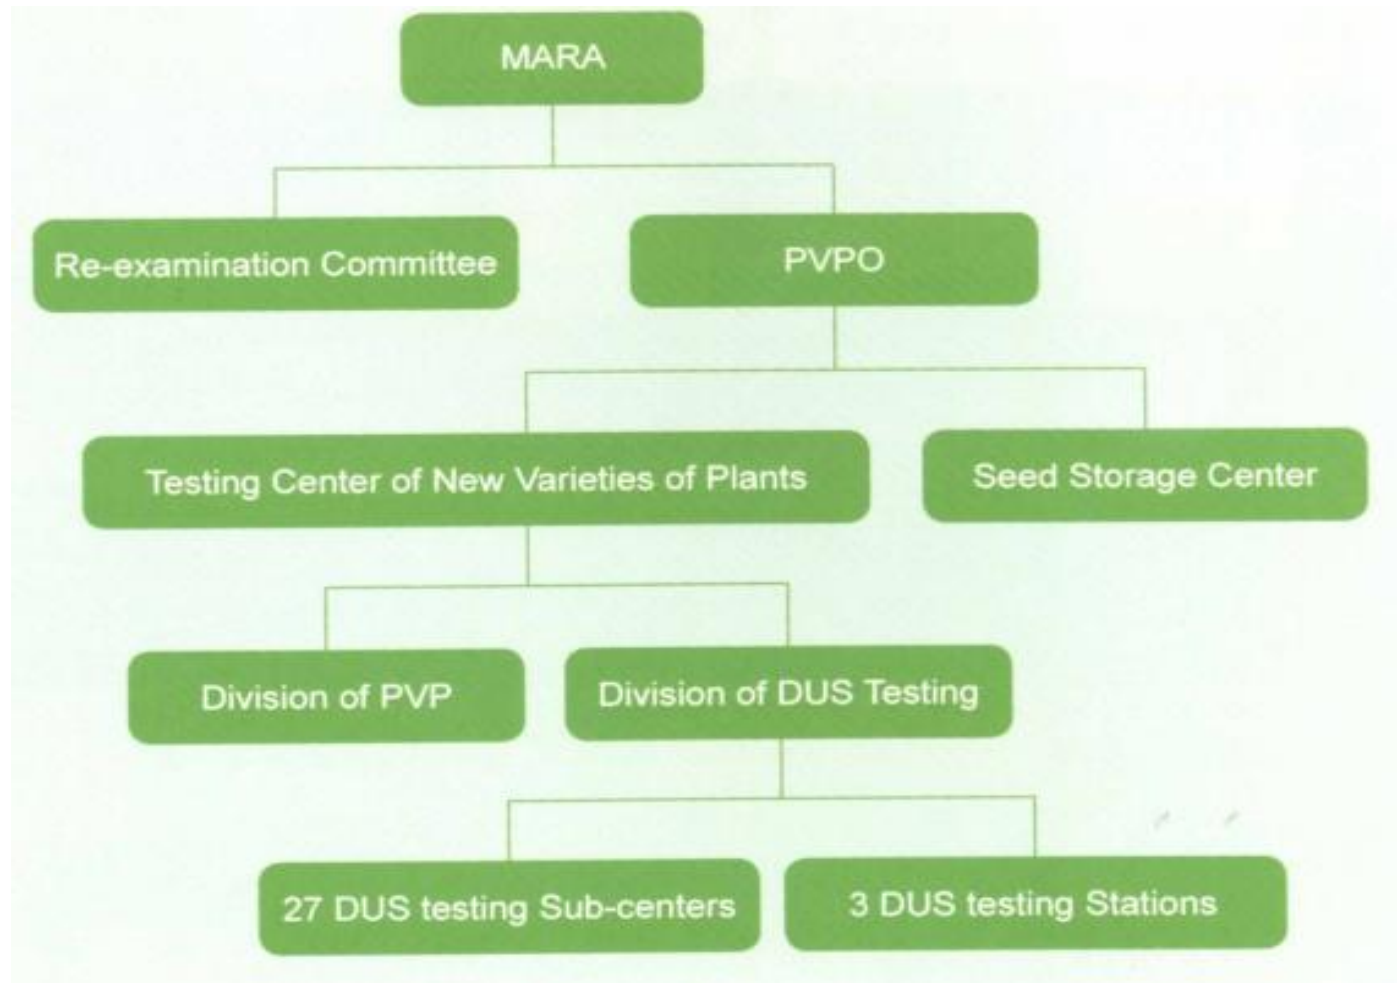 MARA
Re-examination Committee
PVPO
Testing Center of New Varieties of Plants
Seed Storage Center
Division of PVP
Division of DUS Testing
27 DUS testing Sub-centers
3 DUS testing Stations